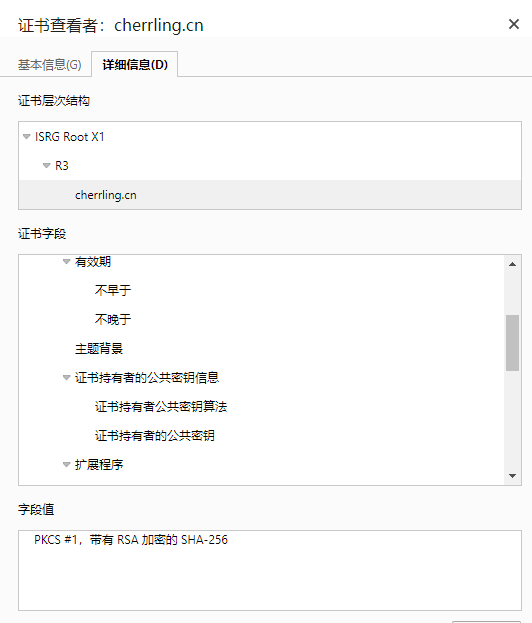 证书查看者：cherrling.cn
基本信息(G)
详细信息(D)
证书层次结构
ISRG Root X1
R3
cherrling.cn
证书字段
有效期
不早于
不晚于
主题背景
证书持有者的公共密钥信息
证书持有者公共密钥算法
证书持有者的公共密钥
扩展程序
字段值
PKCS #1，带有 RSA 加密的 SHA-256